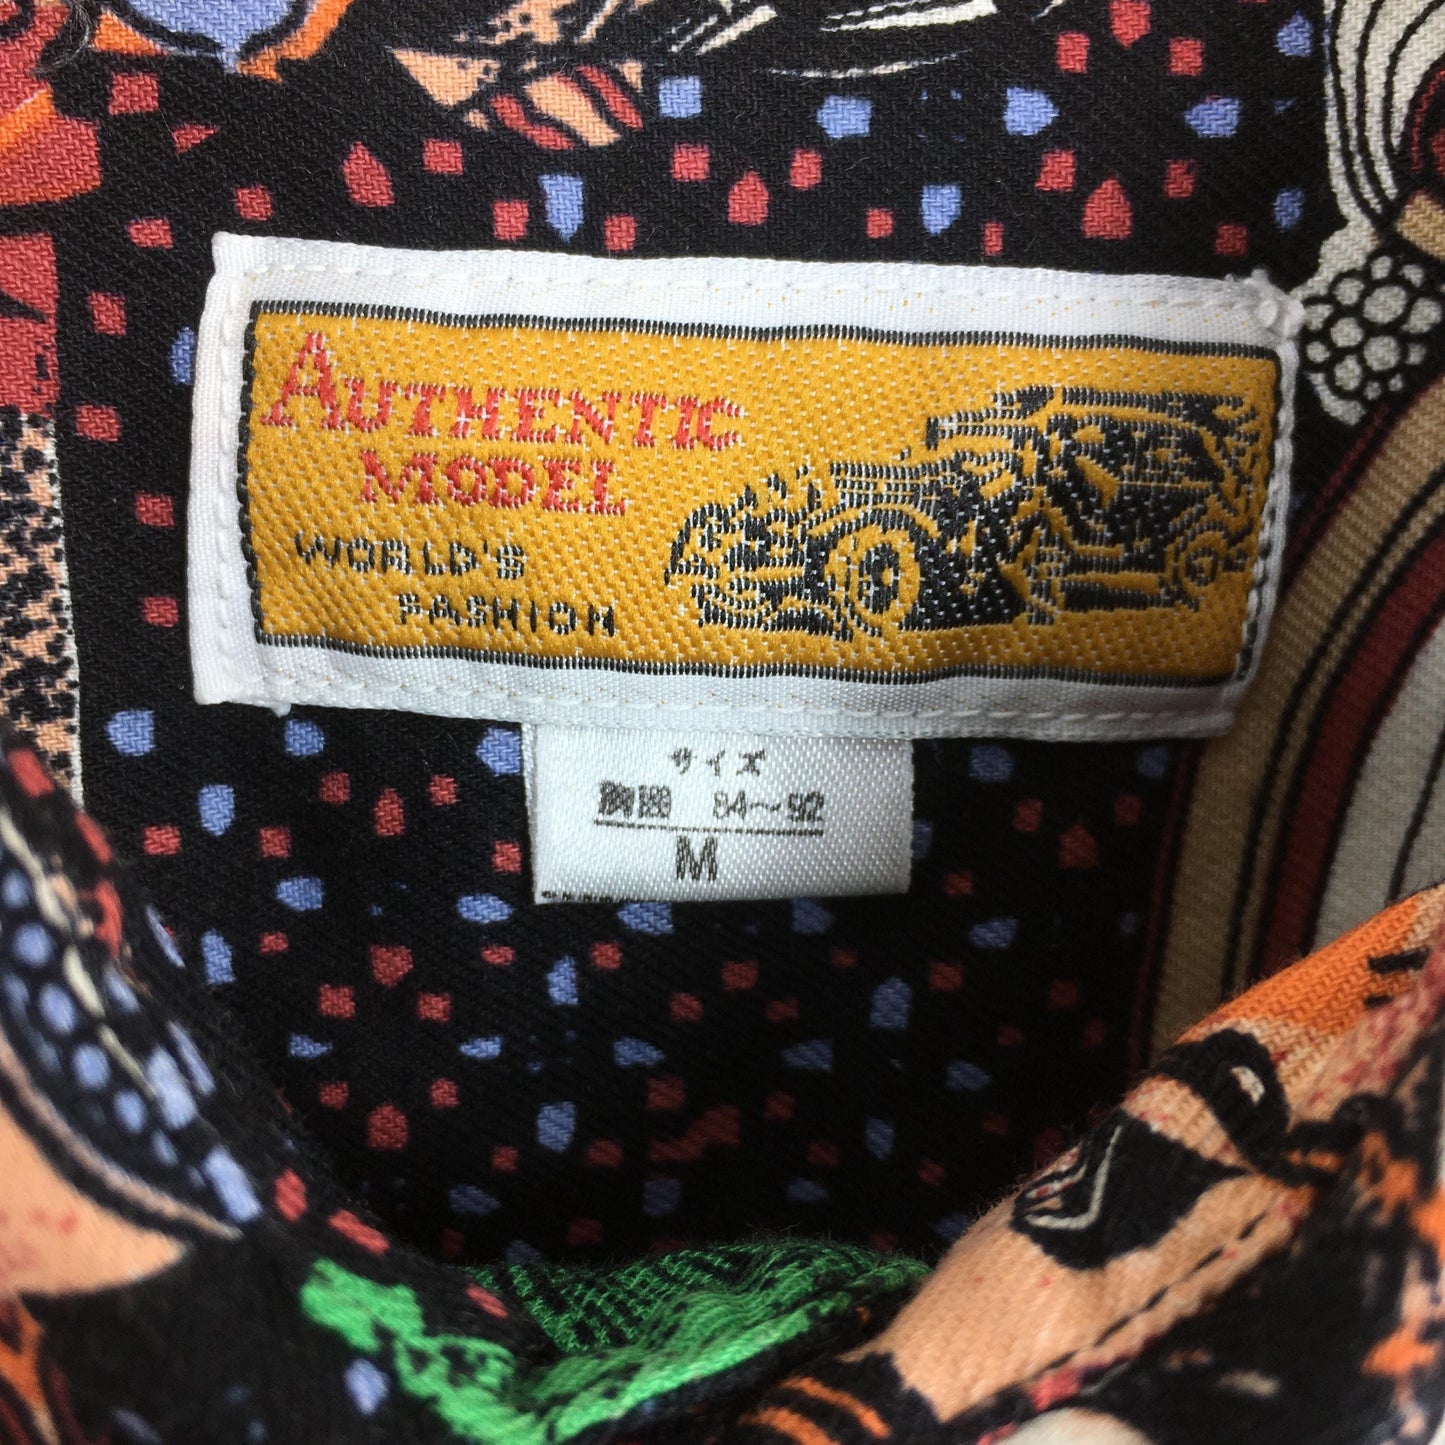 AUTHENTIC
MODEL
WORLD'S
FASHION
サイズ
胸囲 84～92
M